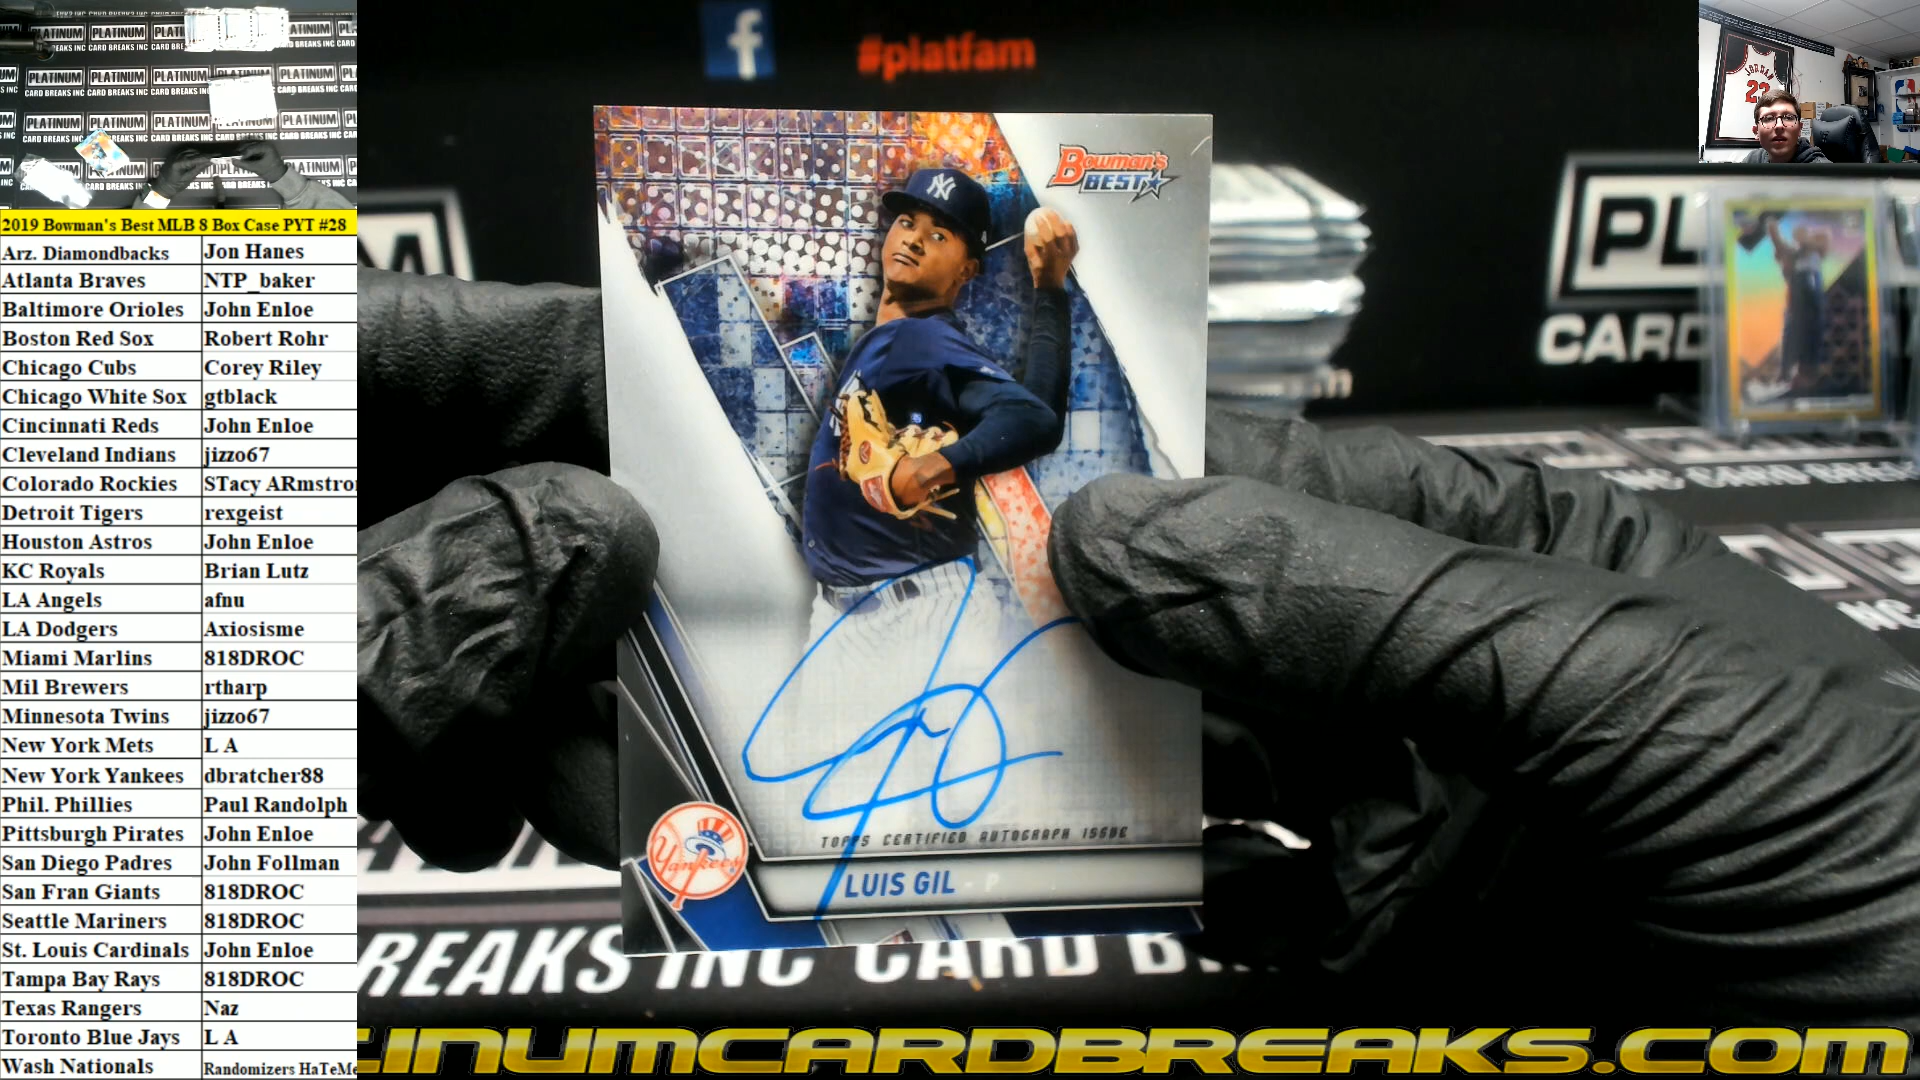 #platfam
PLATINUM
CARD BREAKS INC
JORDAN
Bowman's
BEST
2019 Bowman's Best MLB 8 Box Case PYT #28
Arz. Diamondbacks Jon Hanes
Atlanta Braves NTP_baker
Baltimore Orioles John Enloe
Boston Red Sox Robert Rohr
Chicago Cubs Corey Riley
Chicago White Sox gtblack
Cincinnati Reds John Enloe
Cleveland Indians jizzo67
Colorado Rockies STacy ARmstro
Detroit Tigers rexgeist
Houston Astros John Enloe
KC Royals Brian Lutz
LA Angels afnu
LA Dodgers Axiosisme
Miami Marlins 818DROC
Mil Brewers rtharp
Minnesota Twins jizzo67
New York Mets L A
New York Yankees dbratcher88
Phil. Phillies Paul Randolph
Pittsburgh Pirates John Enloe
San Diego Padres John Follman
San Fran Giants 818DROC
Seattle Mariners 818DROC
St. Louis Cardinals John Enloe
Tampa Bay Rays 818DROC
Texas Rangers Naz
Toronto Blue Jays L A
Wash Nationals Randomizers HaTeMe
TOPPS CERTIFIED AUTOGRAPH ISSUE
Yankees
LUIS GIL - P
REAKS INC CARD B
INUMCARDBREAKS.COM